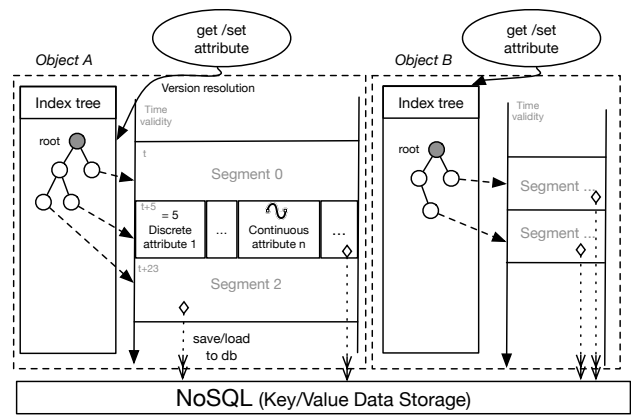 get /set
attribute
get /set
attribute
Object A
Object B
Version resolution
Index tree
Time
validity
Index tree
Time
validity
root
root
t
Segment 0
Segment ...
t+5
= 5
Discrete
attribute 1
...
Continuous
attribute n
...
Segment ...
t+23
Segment 2
save/load
to db
NoSQL (Key/Value Data Storage)